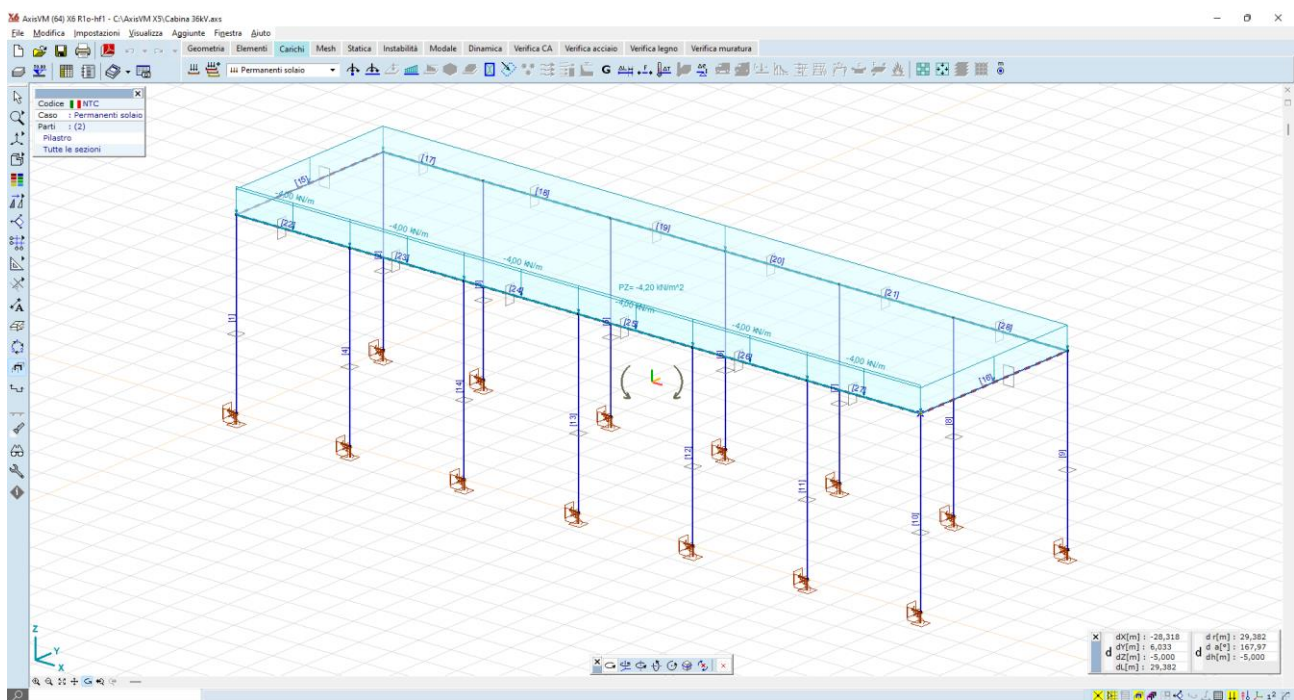 AxisVM (64) X6 R1o-hf1 - C:\AxisVM X5\Cabina 36kV.axs
File Modifica Impostazioni Visualizza Aggiunte Finestra Aiuto
Geometria Elementi Carichi Mesh Statica Instabilità Modale Dinamica Verifica CA Verifica acciaio Verifica legno Verifica muratura
Permanenti solaio
Codice NTC
Caso : Permanenti solaio
Parti : (2)
Pilastro
Tutte le sezioni
[17]
[15]
[18]
-4,00 kN/m
[22]
-4,00 kN/m
[19]
[23]
-4,00 kN/m
[20]
[24]
PZ= -4,20 kN/m^2
[21]
-4,00 kN/m
[25]
-4,00 kN/m
[28]
[26]
-4,00 kN/m
[16]
[27]
[1]
[4]
[14]
[13]
[12]
[11]
[10]
[8]
[9]
Z
Y
X
dX[m] : -28,318
dY[m] : 6,033
dZ[m] : -5,000
dL[m] : 29,382
d
d r[m] : 29,382
d a[°] : 167,97
dh[m] : -5,000
d